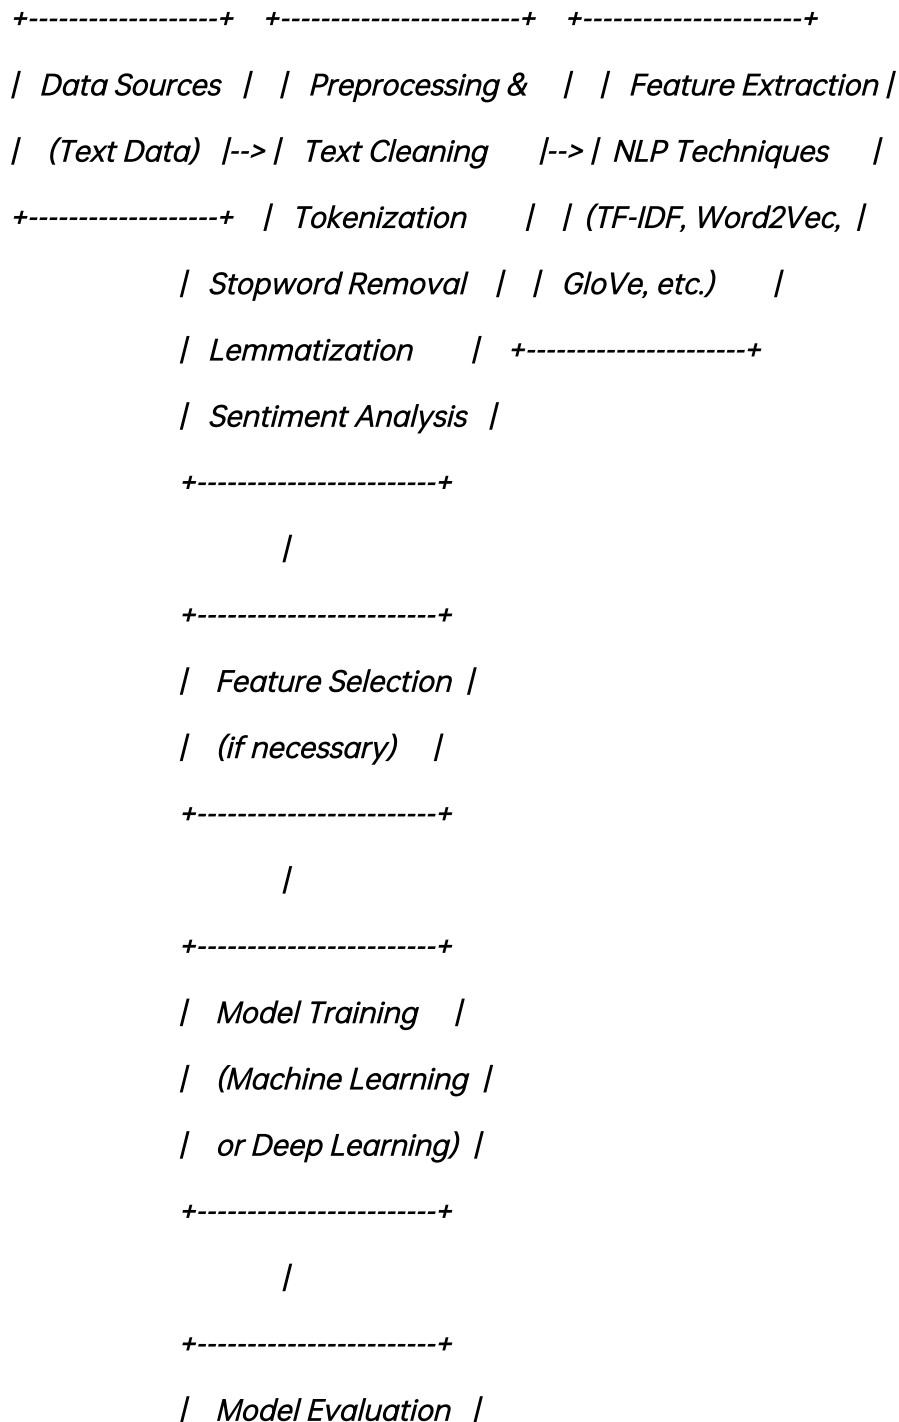 +-------------------+ +------------------------+ +----------------------+
| Data Sources | | Preprocessing & | | Feature Extraction |
| (Text Data) |--> | Text Cleaning |--> | NLP Techniques |
+-------------------+ | Tokenization | | (TF-IDF, Word2Vec, |
| Stopword Removal | | GloVe, etc.) |
| Lemmatization | +----------------------+
| Sentiment Analysis |
+------------------------+
|
+------------------------+
| Feature Selection |
| (if necessary) |
+------------------------+
|
+------------------------+
| Model Training |
| (Machine Learning |
| or Deep Learning) |
+------------------------+
|
+------------------------+
| Model Evaluation |